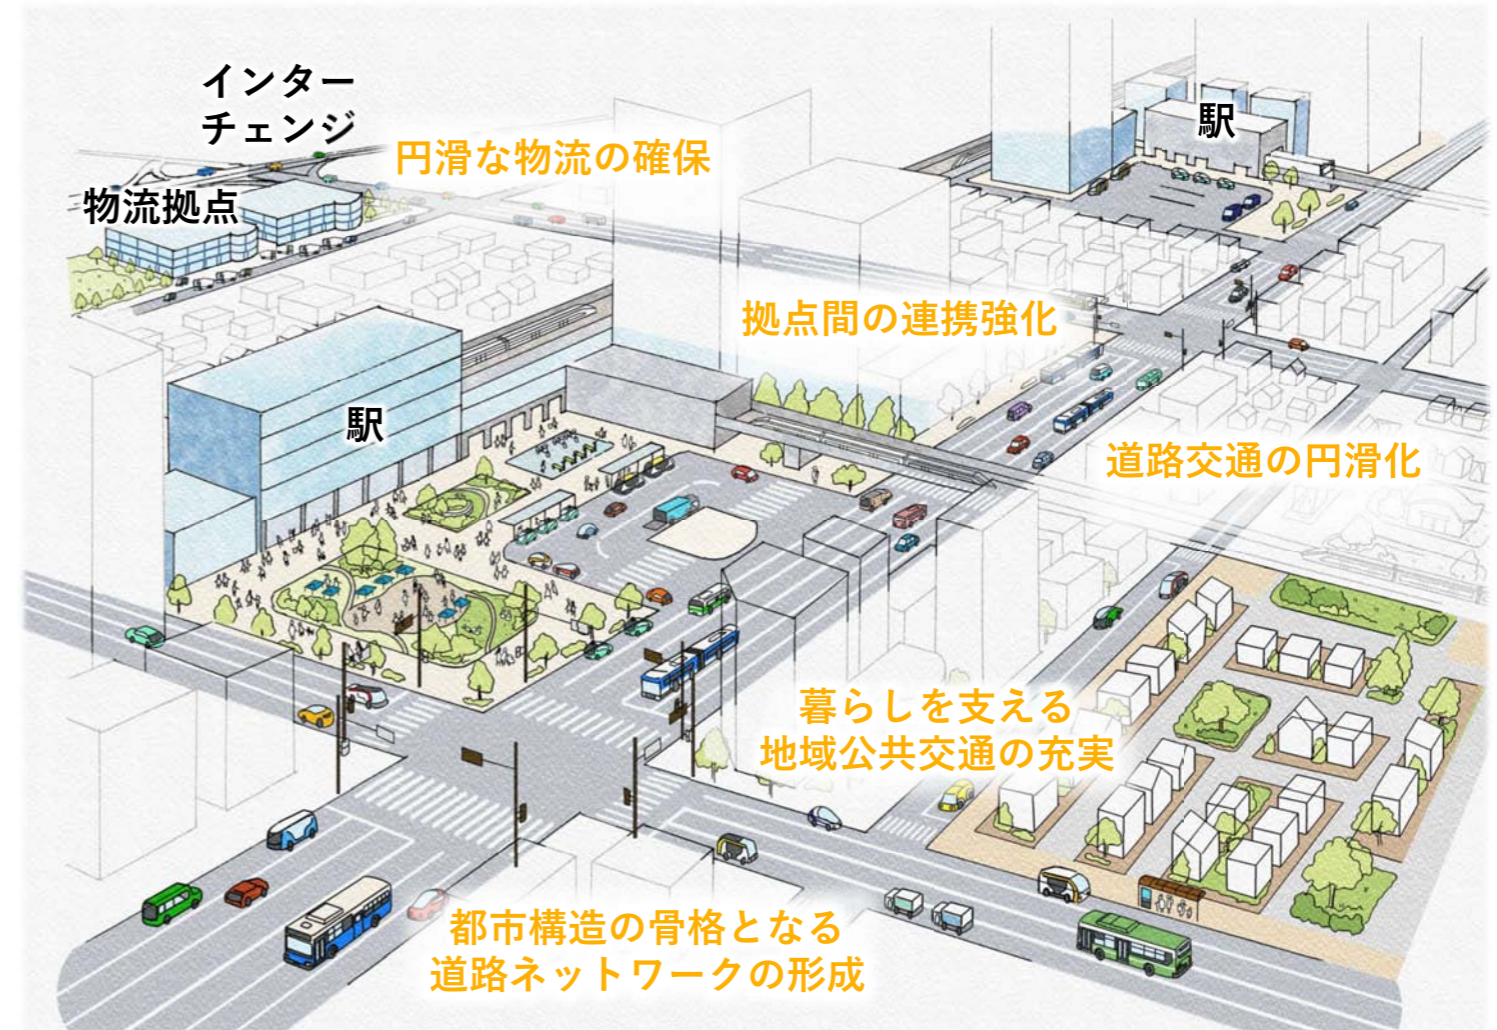 インター
チェンジ
円滑な物流の確保
駅
物流拠点
拠点間の連携強化
駅
道路交通の円滑化
暮らしを支える
地域公共交通の充実
都市構造の骨格となる
道路ネットワークの形成